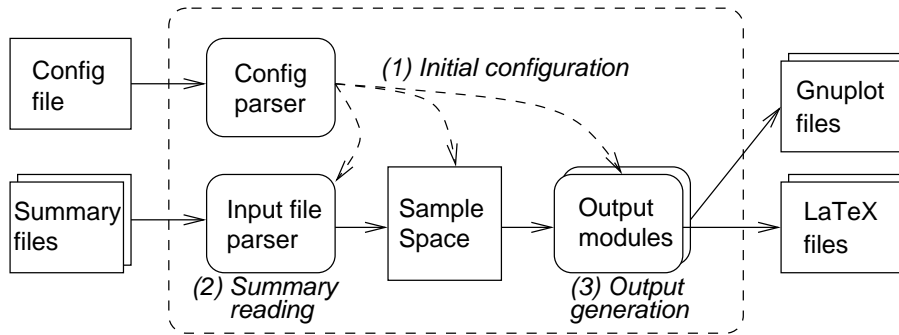 Config
file
Config
parser
(1) Initial configuration
Gnuplot
files
Summary
files
Input file
parser
Sample
Space
Output
modules
LaTeX
files
(2) Summary
reading
(3) Output
generation